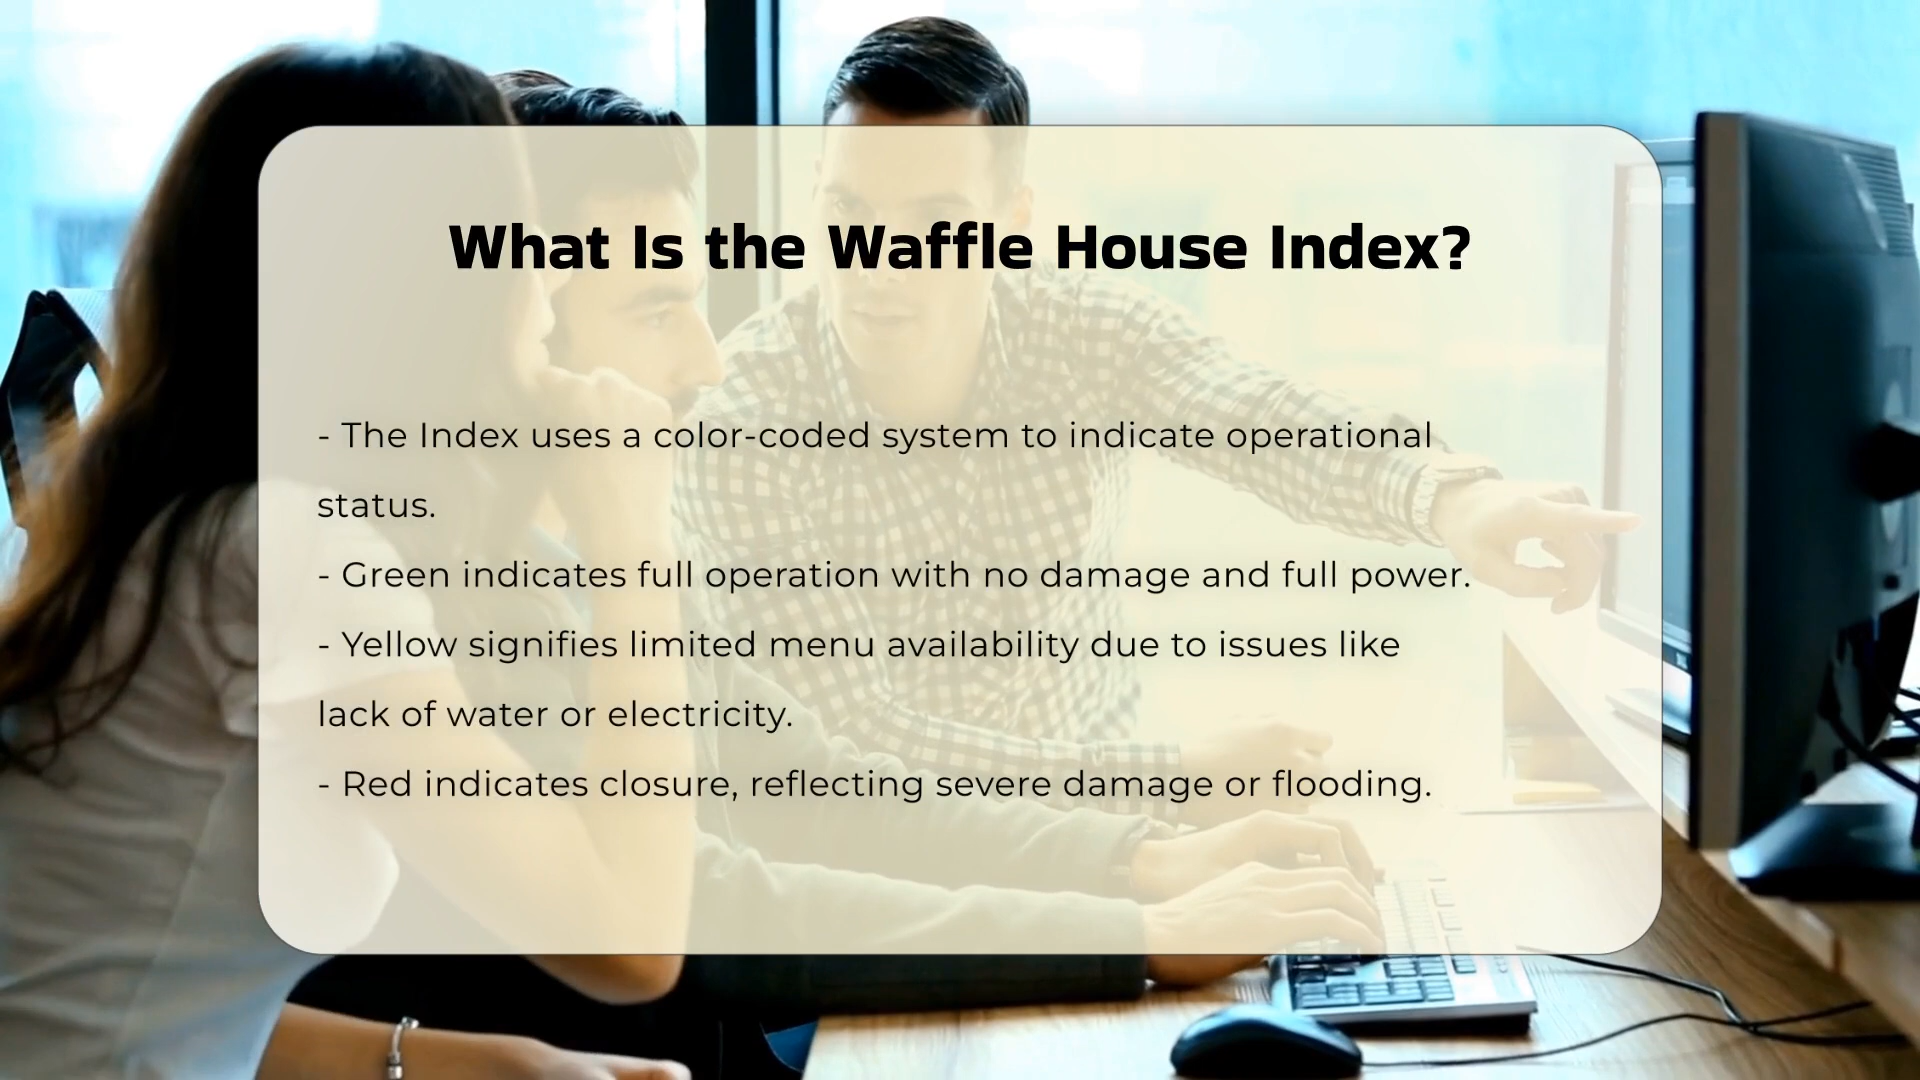 What Is the Waffle House Index?
- The Index uses a color-coded system to indicate operational
status.
- Green indicates full operation with no damage and full power.
- Yellow signifies limited menu availability due to issues like
lack of water or electricity.
- Red indicates closure, reflecting severe damage or flooding.